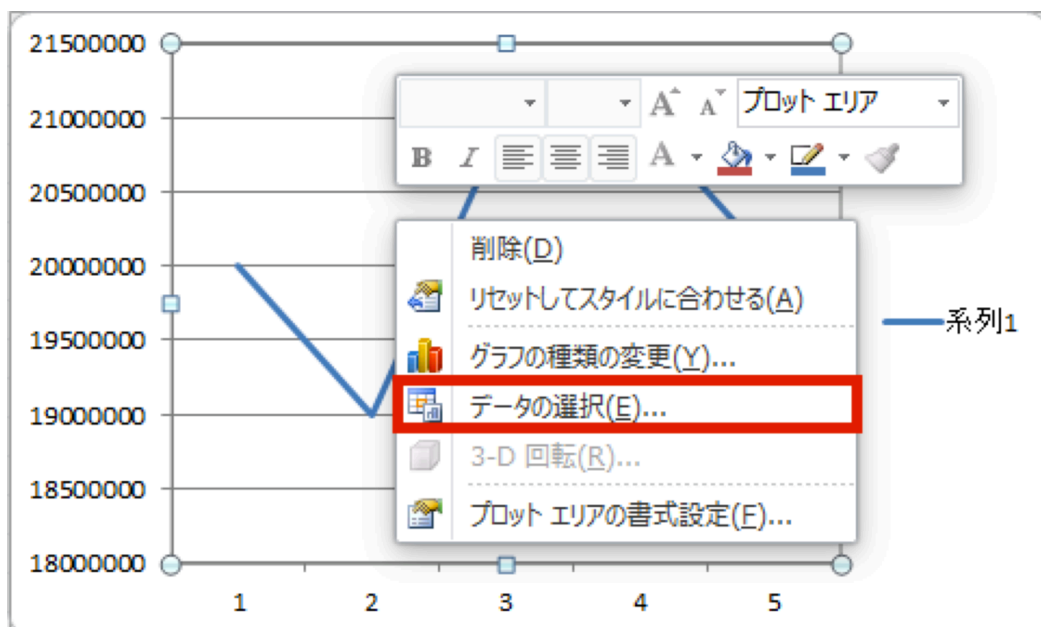 21500000
21000000
20500000
20000000
19500000
19000000
18500000
18000000
プロット エリア
A A
B I A
削除(D)
リセットしてスタイルに合わせる(A)
グラフの種類の変更(Y)...
データの選択(E)...
3-D 回転(R)...
プロット エリアの書式設定(F)...
系列1
1 2 3 4 5